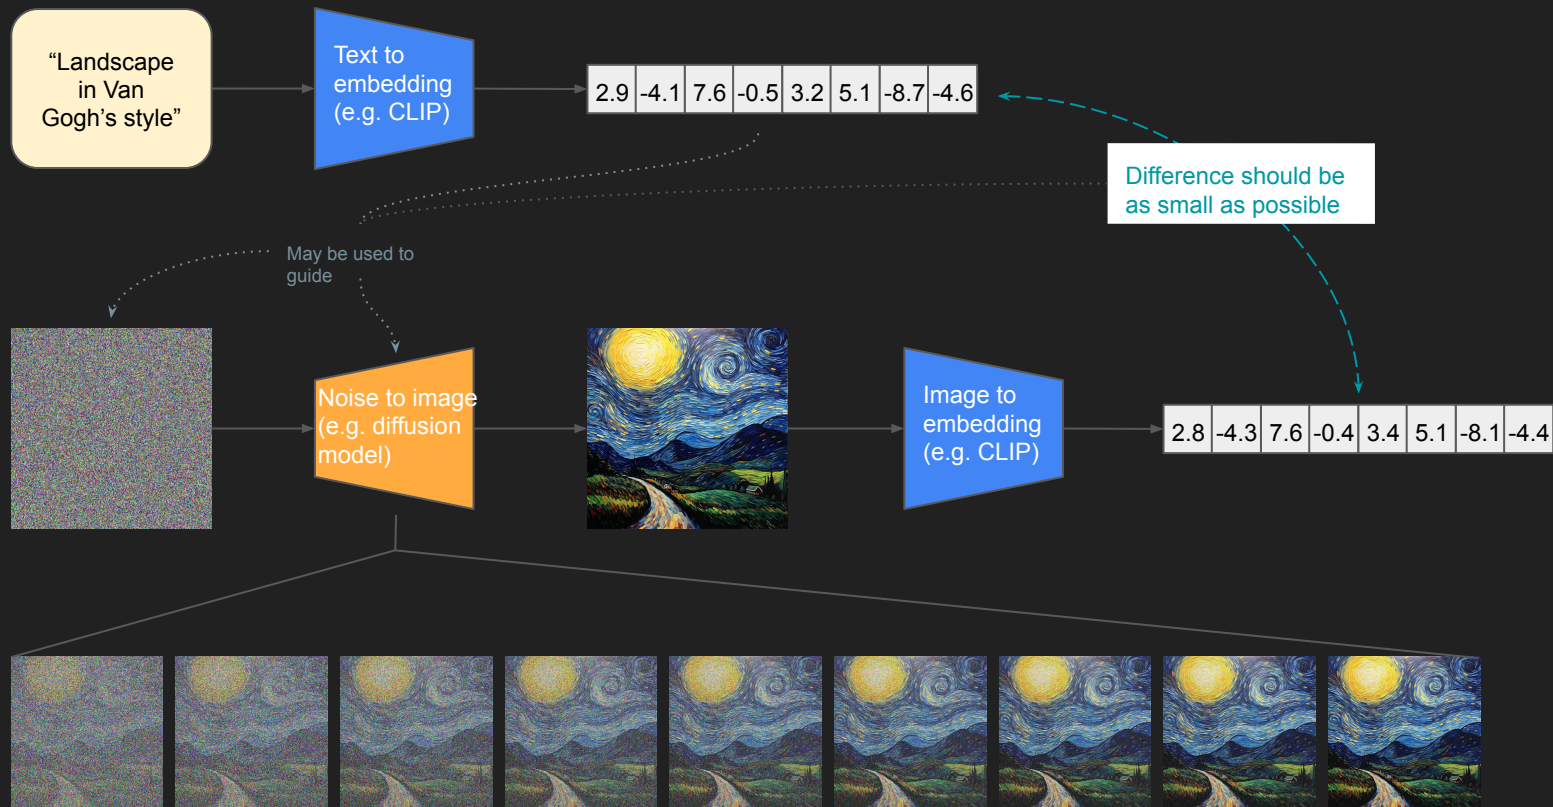 “Landscape
in Van
Gogh’s style”
Text to
embedding
(e.g. CLIP)
2.9 -4.1 7.6 -0.5 3.2 5.1 -8.7 -4.6
Difference should be
as small as possible
May be used to
guide
Noise to image
(e.g. diffusion
model)
Image to
embedding
(e.g. CLIP)
2.8 -4.3 7.6 -0.4 3.4 5.1 -8.1 -4.4